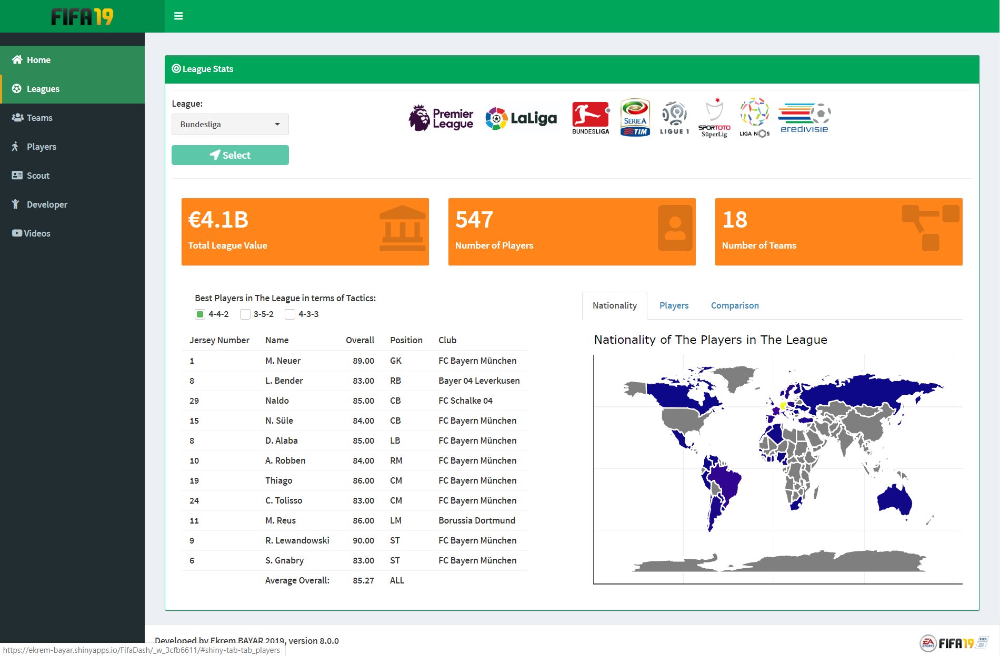 FIFA19
Home
Leagues
Teams
Players
Scout
Developer
Videos
League Stats
League:
Bundesliga
Select
Premier
League
LaLiga
BUNDESLIGA
SERIE A
TIM
LIGUE 1
SPORTOTO
SüperLig
LIGA NOS
eredivisie
€4.1B
Total League Value
547
Number of Players
18
Number of Teams
Best Players in The League in terms of Tactics:
4-4-2 3-5-2 4-3-3
Jersey Number Name Overall Position Club
1 M. Neuer 89.00 GK FC Bayern München
8 L. Bender 83.00 RB Bayer 04 Leverkusen
29 Naldo 85.00 CB FC Schalke 04
15 N. Süle 84.00 CB FC Bayern München
8 D. Alaba 85.00 LB FC Bayern München
10 A. Robben 84.00 RM FC Bayern München
19 Thiago 86.00 CM FC Bayern München
24 C. Tolisso 83.00 CM FC Bayern München
11 M. Reus 86.00 LM Borussia Dortmund
9 R. Lewandowski 90.00 ST FC Bayern München
6 S. Gnabry 83.00 ST FC Bayern München
Average Overall: 85.27 ALL
Nationality Players Comparison
Nationality of The Players in The League
Developed by Ekrem BAYAR 2019, version 8.0.0
https://ekrem-bayar.shinyapps.io/FifaDash/_w_3cfb6611/#shiny-tab-tab_players
EA
SPORTS
FIFA19
FIFA